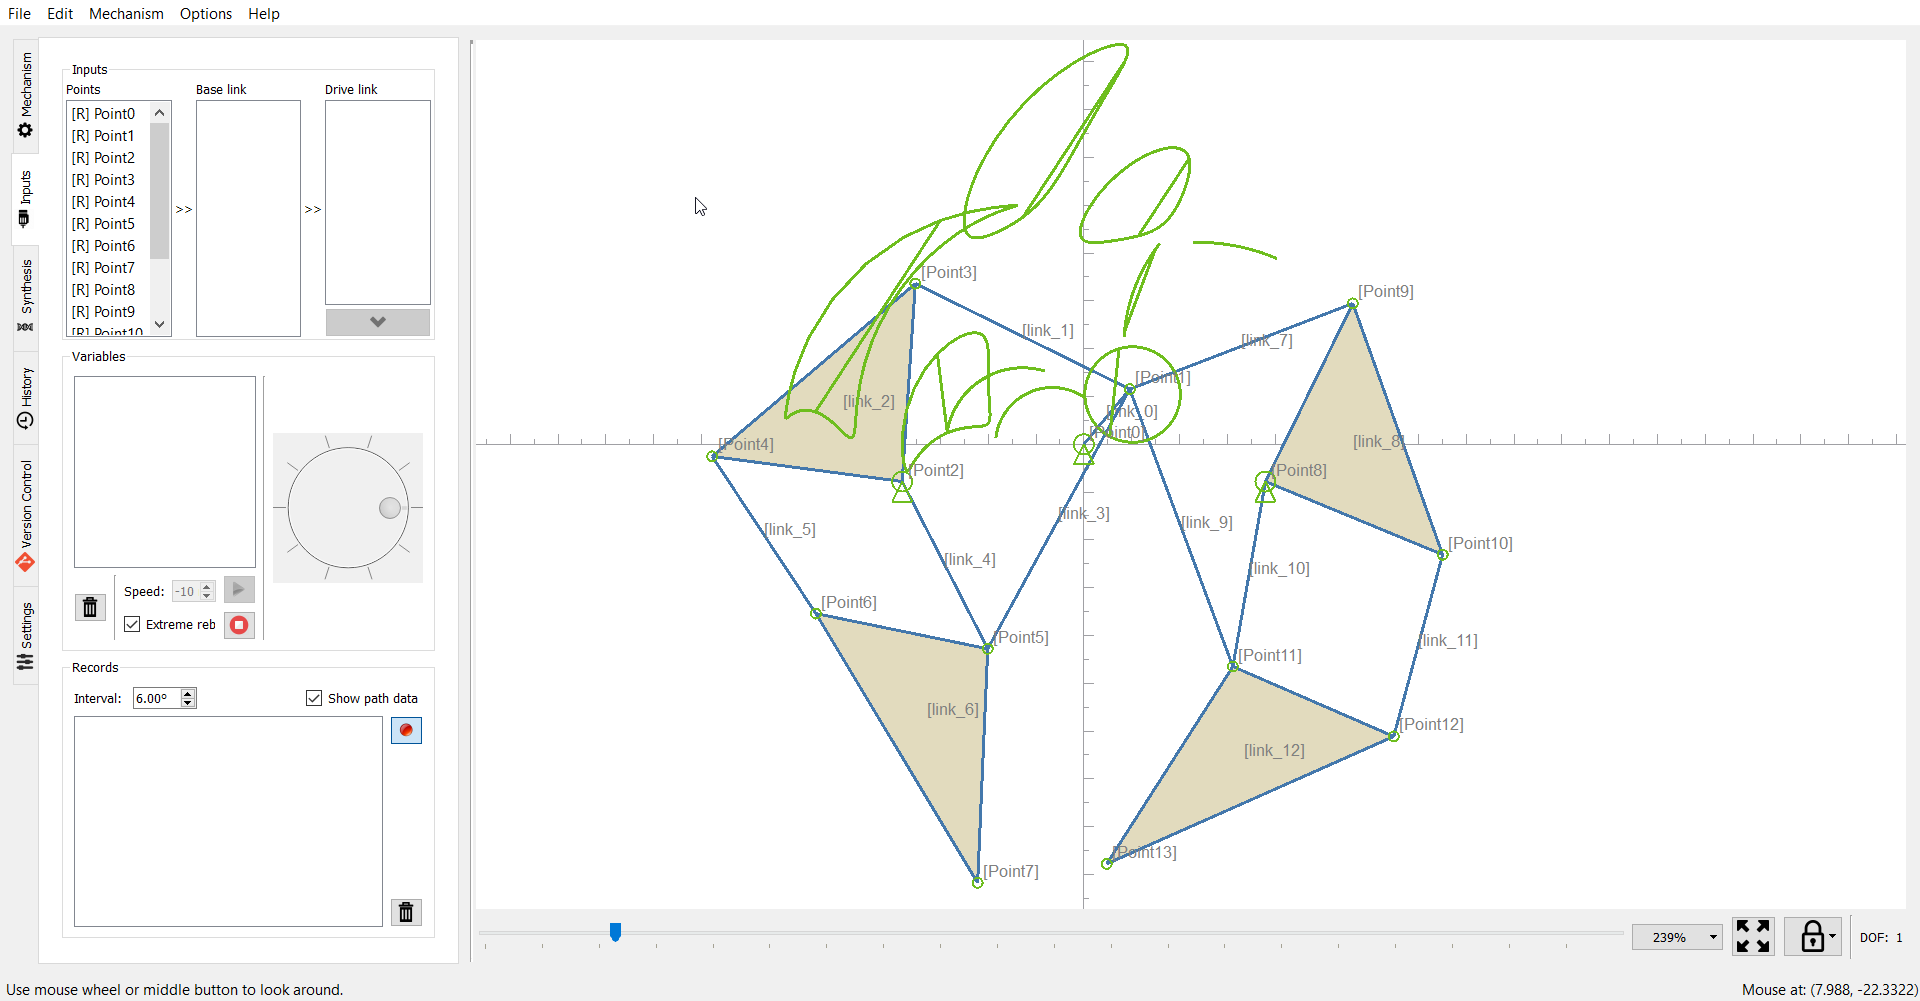 File Edit Mechanism Options Help
Mechanism
Inputs
Synthesis
History
Version Control
Settings
Inputs
Points
Base link
Drive link
[R] Point0
[R] Point1
[R] Point2
[R] Point3
[R] Point4
[R] Point5
[R] Point6
[R] Point7
[R] Point8
[R] Point9
[R] Point10
>>
>>
Variables
Speed: -10
Extreme reb
Records
Interval: 6.00°
Show path data
[Point3]
[Point9]
[link_1]
[link_7]
[Point1]
[link_2]
[link_0]
[Point0]
[Point4]
[link_8]
[Point2]
[Point8]
[link_3]
[link_9]
[link_5]
[Point10]
[link_4]
[link_10]
[Point6]
[Point5]
[link_11]
[Point11]
[link_6]
[Point12]
[link_12]
[Point13]
[Point7]
239%
DOF: 1
Use mouse wheel or middle button to look around.
Mouse at: (7.988, -22.3322)